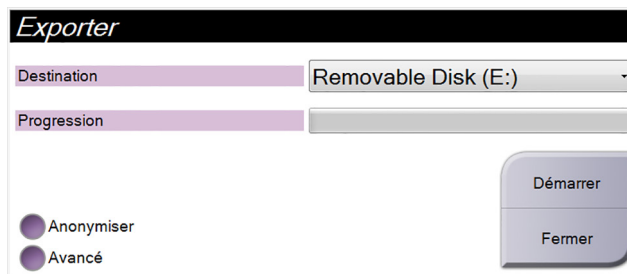 Exporter
Destination
Removable Disk (E:)
Progression
Démarrer
Anonymiser
Fermer
Avancé